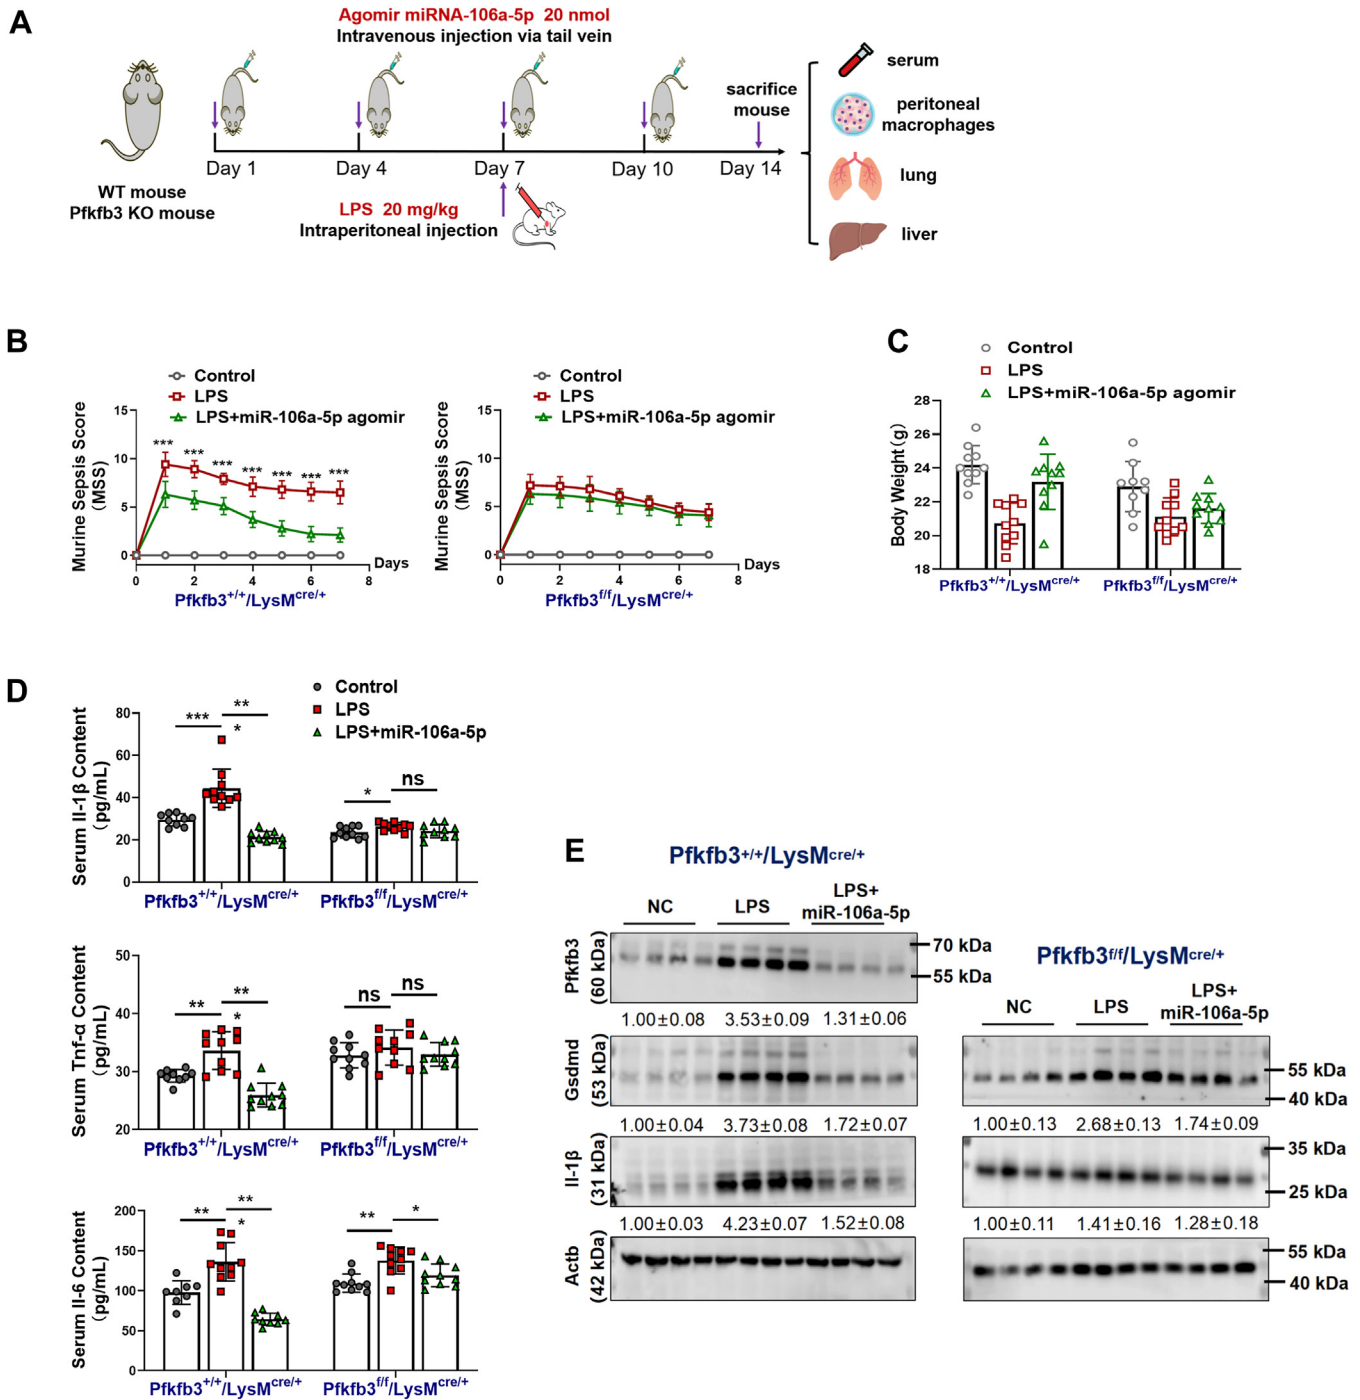 A
Agomir miRNA-106a-5p 20 nmol
Intravenous injection via tail vein
WT mouse
Pfkfb3 KO mouse
Day 1
Day 4
Day 7
Day 10
Day 14
sacrifice
mouse
LPS 20 mg/kg
Intraperitoneal injection
serum
peritoneal
macrophages
lung
liver
B
Control
LPS
LPS+miR-106a-5p agomir
Murine Sepsis Score
(MSS)
15
10
5
0
*** *** *** *** *** *** ***
0 2 4 6 8
Days
Pfkfb3+/+/LysMcre/+
Control
LPS
LPS+miR-106a-5p agomir
Murine Sepsis Score
(MSS)
15
10
5
0
0 2 4 6 8
Days
Pfkfb3f/f/LysMcre/+
C
Control
LPS
LPS+miR-106a-5p agomir
Body Weight (g)
28
26
24
22
20
18
Pfkfb3+/+/LysMcre/+ Pfkfb3f/f/LysMcre/+
D
Control
LPS
LPS+miR-106a-5p
Serum Il-1β Content
(pg/mL)
80
60
40
20
0
*** **
*
* ns
Pfkfb3+/+/LysMcre/+ Pfkfb3f/f/LysMcre/+
Serum Tnf-α Content
(pg/mL)
50
40
30
20
** **
*
ns ns
Pfkfb3+/+/LysMcre/+ Pfkfb3f/f/LysMcre/+
Serum Il-6 Content
(pg/mL)
200
150
100
50
0
** **
*
** *
Pfkfb3+/+/LysMcre/+ Pfkfb3f/f/LysMcre/+
E
Pfkfb3+/+/LysMcre/+
NC LPS LPS+
miR-106a-5p
Pfkfb3
(60 kDa)
70 kDa
55 kDa
1.00±0.08 3.53±0.09 1.31±0.06
Gsdmd
(53 kDa)
1.00±0.04 3.73±0.08 1.72±0.07
Il-1β
(31 kDa)
1.00±0.03 4.23±0.07 1.52±0.08
Actb
(42 kDa)
Pfkfb3f/f/LysMcre/+
NC LPS LPS+
miR-106a-5p
55 kDa
40 kDa
1.00±0.13 2.68±0.13 1.74±0.09
35 kDa
25 kDa
1.00±0.11 1.41±0.16 1.28±0.18
55 kDa
40 kDa